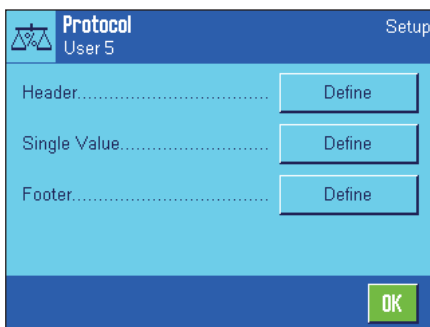 Protocol
Setup
User 5
Header................................... Define
Single Value........................... Define
Footer.................................... Define
OK